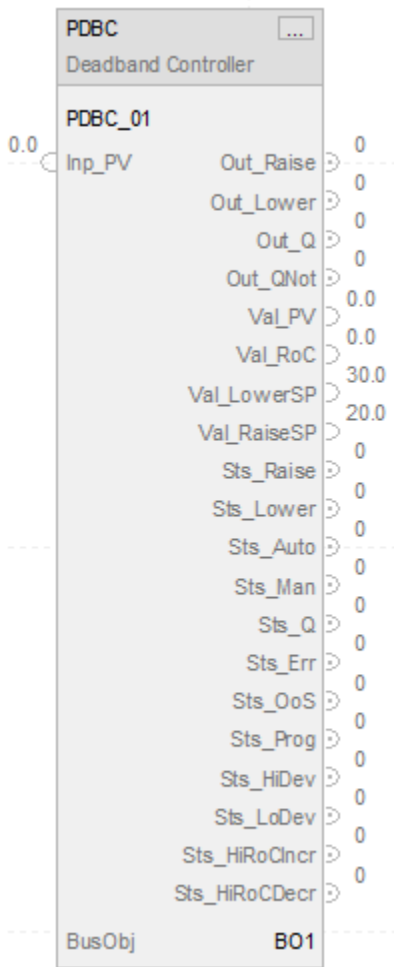 PDBC ...
Deadband Controller
PDBC_01
0.0 Inp_PV Out_Raise 0
Out_Lower 0
Out_Q 0
Out_QNot 0
Val_PV 0.0
Val_RoC 0.0
Val_LowerSP 30.0
Val_RaiseSP 20.0
Sts_Raise 0
Sts_Lower 0
Sts_Auto 0
Sts_Man 0
Sts_Q 0
Sts_Err 0
Sts_OoS 0
Sts_Prog 0
Sts_HiDev 0
Sts_LoDev 0
Sts_HiRoCIncr 0
Sts_HiRoCDecr 0
BusObj BO1